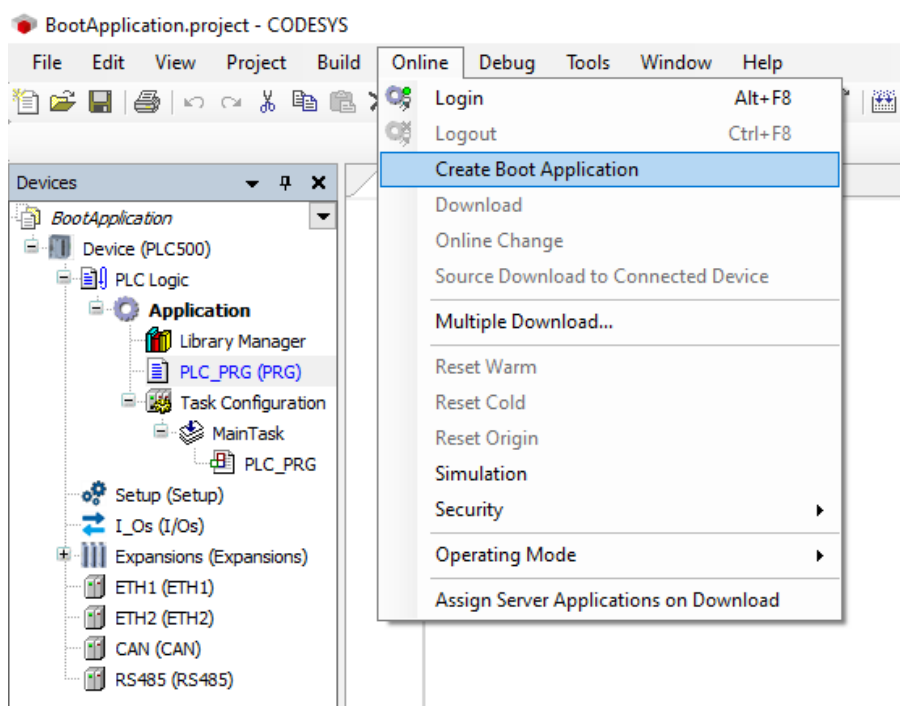 BootApplication.project - CODESYS
File Edit View Project Build Online Debug Tools Window Help
Login Alt+F8
Logout Ctrl+F8
Create Boot Application
Download
Online Change
Source Download to Connected Device
Multiple Download...
Reset Warm
Reset Cold
Reset Origin
Simulation
Security
Operating Mode
Assign Server Applications on Download
Devices
BootApplication
Device (PLC500)
PLC Logic
Application
Library Manager
PLC_PRG (PRG)
Task Configuration
MainTask
PLC_PRG
Setup (Setup)
I_Os (I/Os)
Expansions (Expansions)
ETH1 (ETH1)
ETH2 (ETH2)
CAN (CAN)
RS485 (RS485)